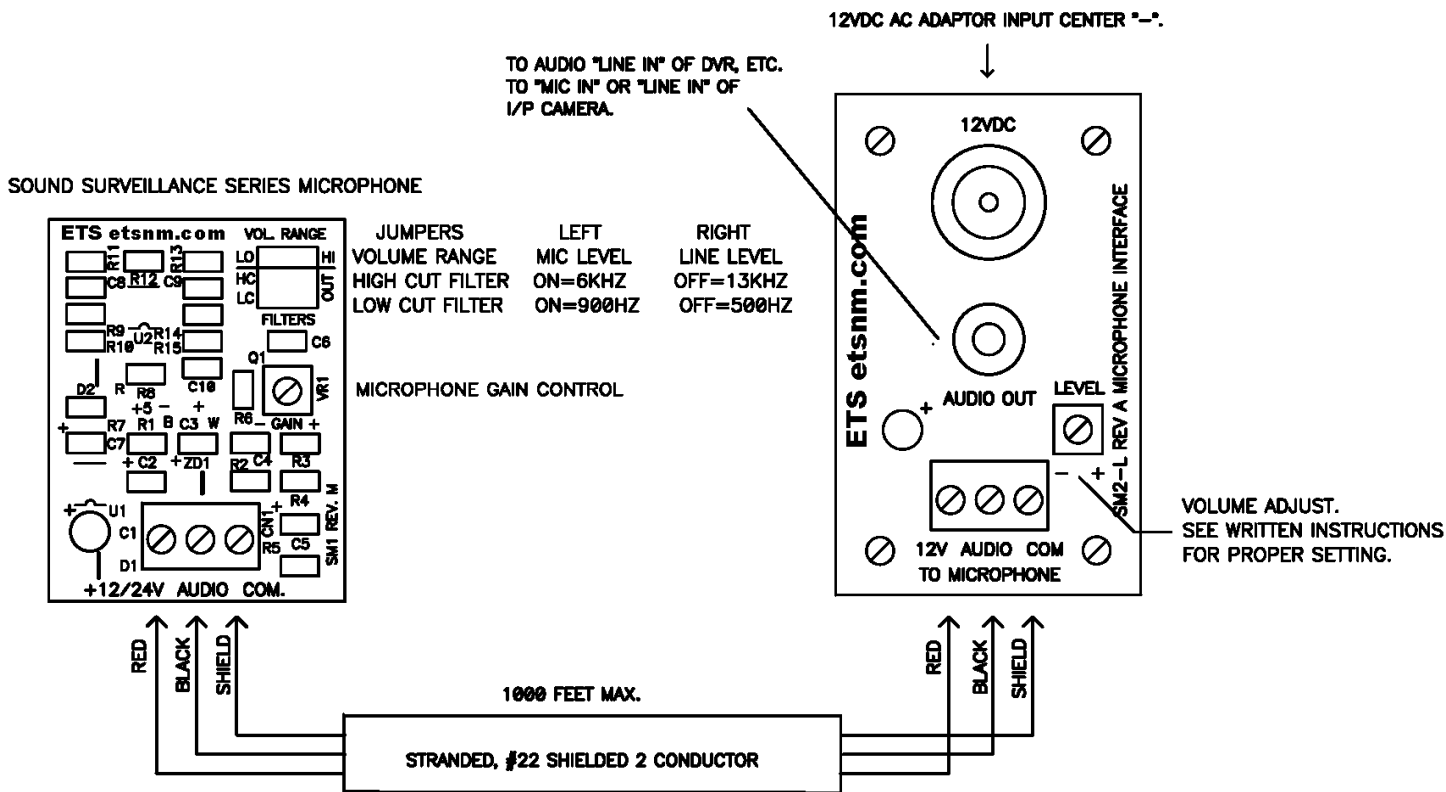 12VDC AC ADAPTOR INPUT CENTER "-".
TO AUDIO "LINE IN" OF DVR, ETC.
TO "MIC IN" OR "LINE IN" OF
I/P CAMERA.
SOUND SURVEILLANCE SERIES MICROPHONE
ETS etsnm.com VOL. RANGE
LO HI
HC OUT
LC
FILTERS
R11 R12 R13
C8 C9
R9 U2 R14
R10 R15
C6
Q1
D2 R R8 C10
VR1
+5 - +
R6 - GAIN +
+ R7 R1 B C3 W
C7 + C2 + ZD1 R2 C4 R3
R4
+ U1
C1
CN1 +
R5 C5
D1
SM1 REV. M
+12/24V AUDIO COM.
JUMPERS LEFT RIGHT
VOLUME RANGE MIC LEVEL LINE LEVEL
HIGH CUT FILTER ON=6KHZ OFF=13KHZ
LOW CUT FILTER ON=900HZ OFF=500HZ
MICROPHONE GAIN CONTROL
12VDC
ETS etsnm.com
SM2-L REV A MICROPHONE INTERFACE
AUDIO OUT
LEVEL
+
- +
12V AUDIO COM
TO MICROPHONE
VOLUME ADJUST.
SEE WRITTEN INSTRUCTIONS
FOR PROPER SETTING.
RED
BLACK
SHIELD
RED
BLACK
SHIELD
1000 FEET MAX.
STRANDED, #22 SHIELDED 2 CONDUCTOR